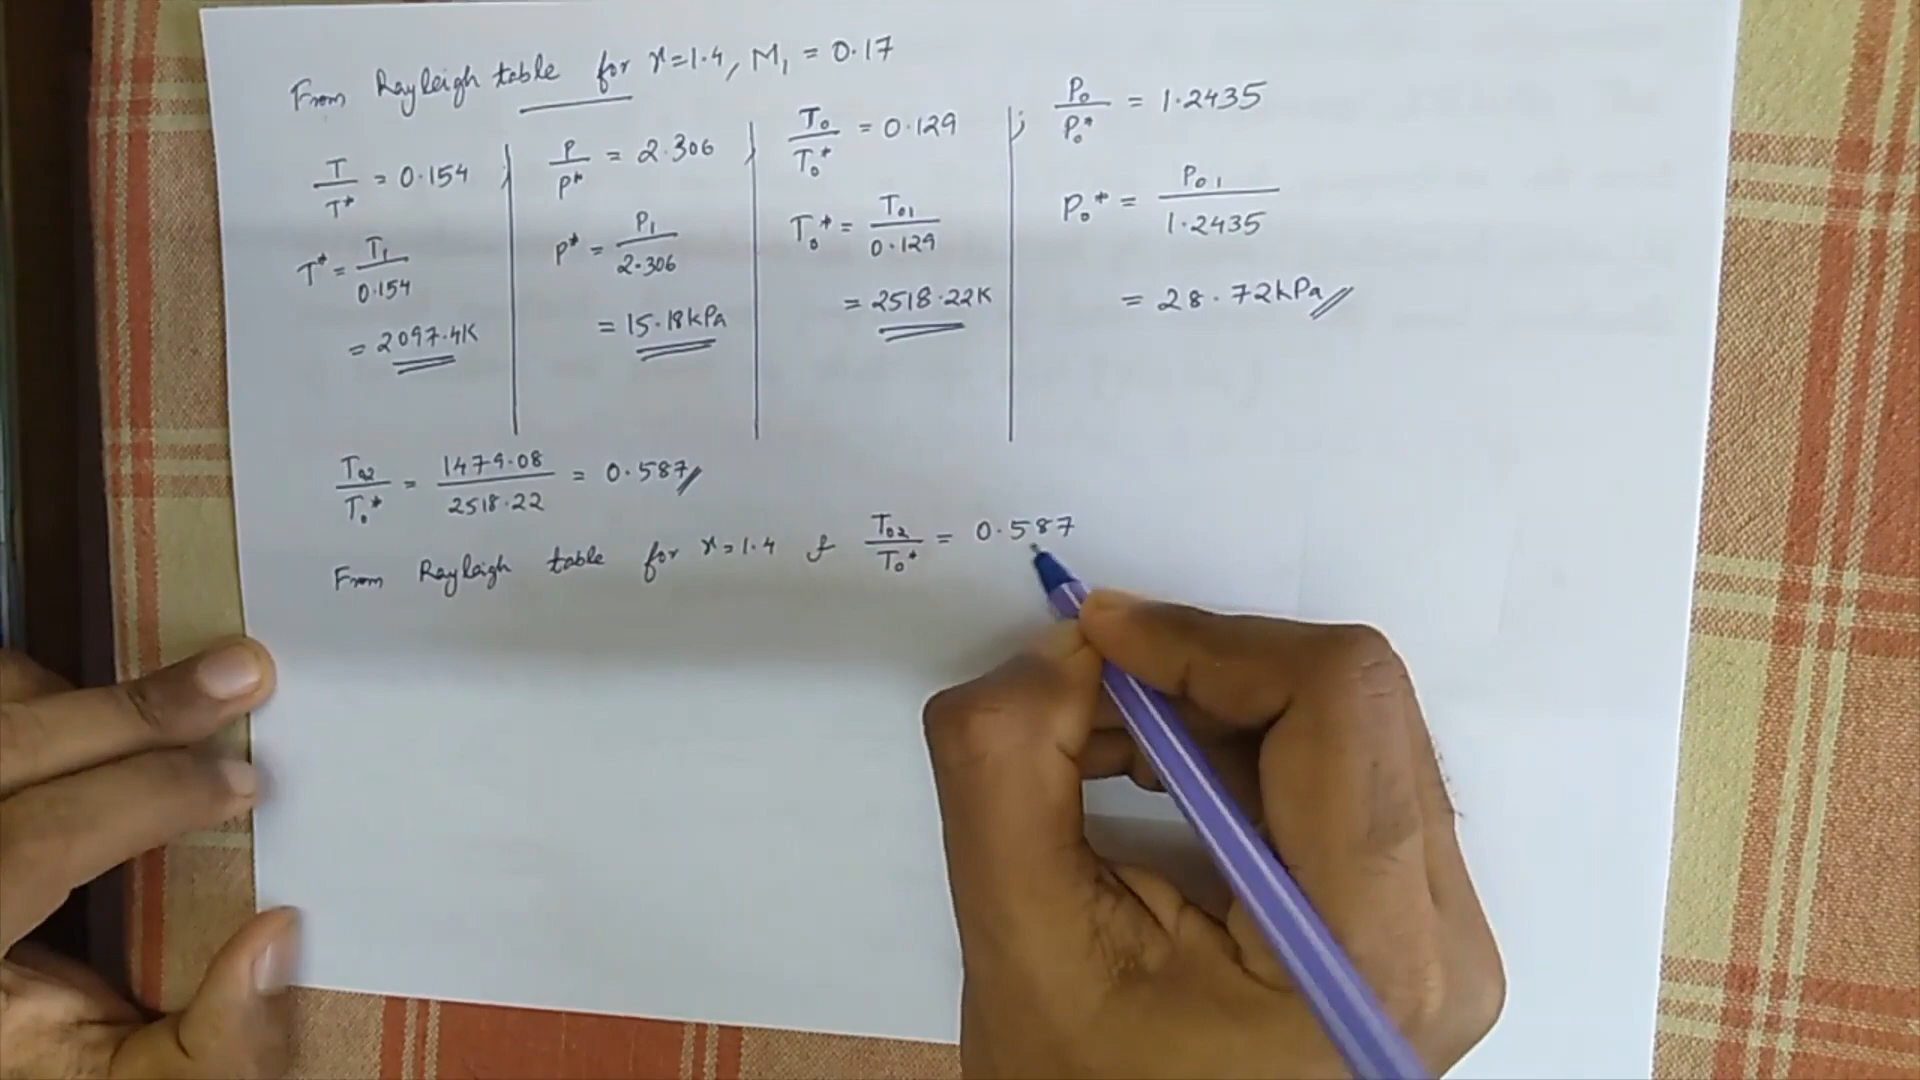 From Rayleigh table for γ=1.4, M₁ = 0.17
T/T* = 0.154 ;
T* = T₁/0.154
= 2097.4K
P/P* = 2.306 ;
P* = P₁/2.306
= 15.18kPa
T₀/T₀* = 0.129 ;
T₀* = T₀₁/0.129
= 2518.22K
P₀/P₀* = 1.2435
P₀* = P₀₁/1.2435
= 28.72kPa
T₀₂/T₀* = 1479.08/2518.22 = 0.587
From Rayleigh table for γ=1.4 & T₀₂/T₀* = 0.587